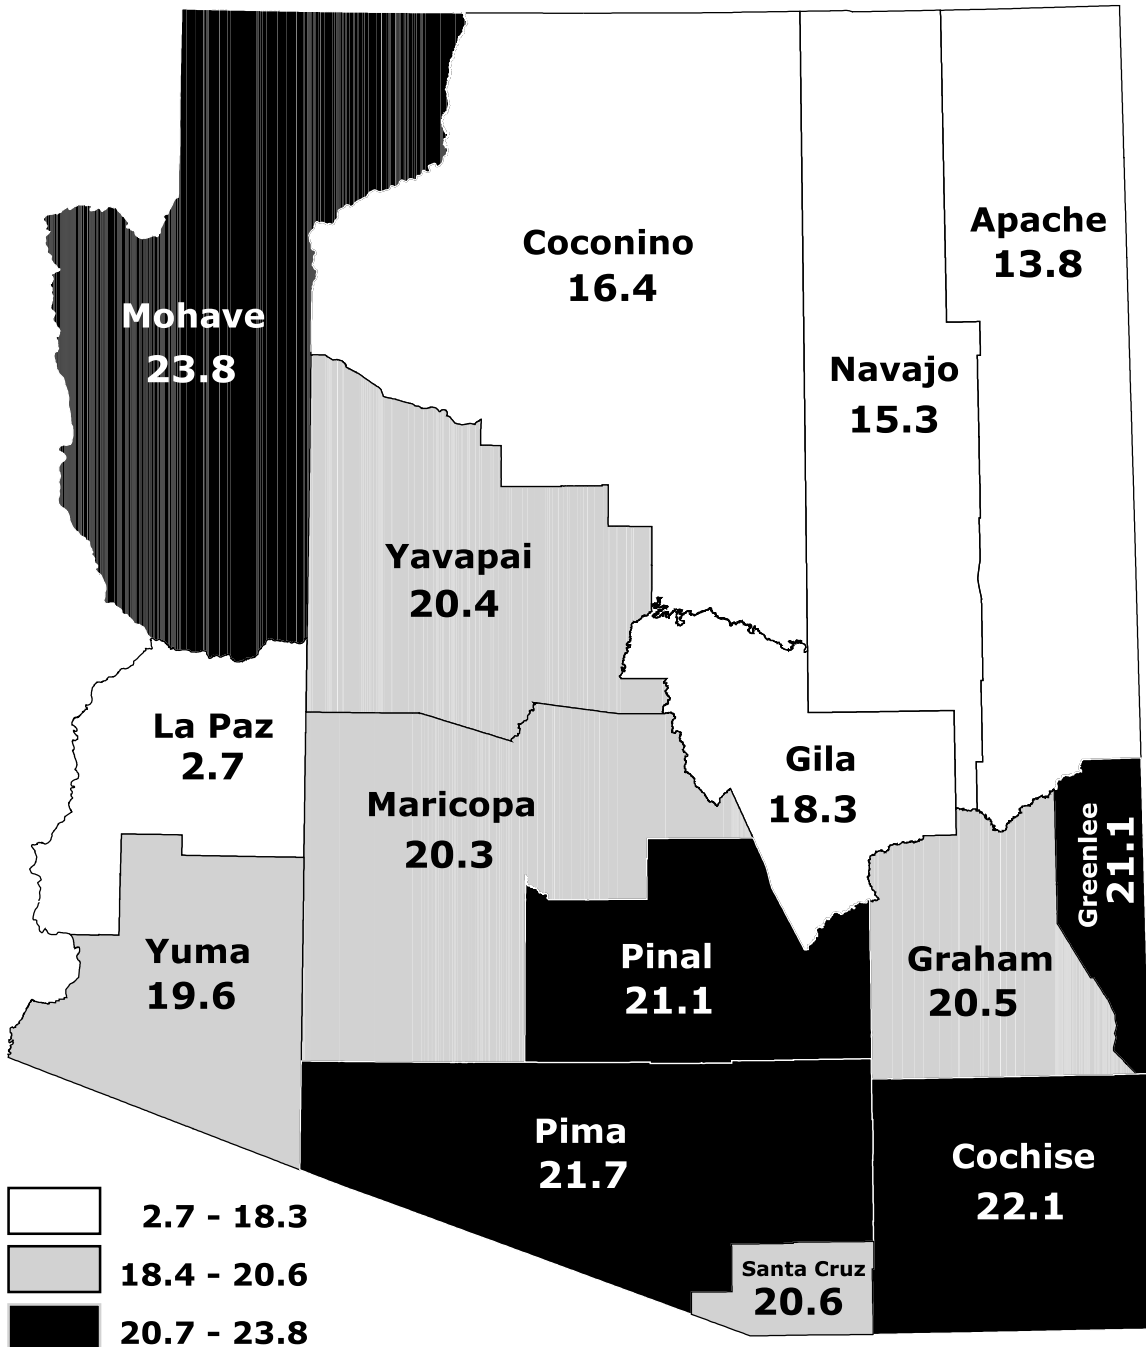 Apache
13.8
Coconino
16.4
Mohave
23.8
Navajo
15.3
Yavapai
20.4
La Paz
2.7
Gila
18.3
Maricopa
20.3
Greenlee
21.1
Yuma
19.6
Pinal
21.1
Graham
20.5
Pima
21.7
Cochise
22.1
Santa Cruz
20.6
2.7 - 18.3
18.4 - 20.6
20.7 - 23.8